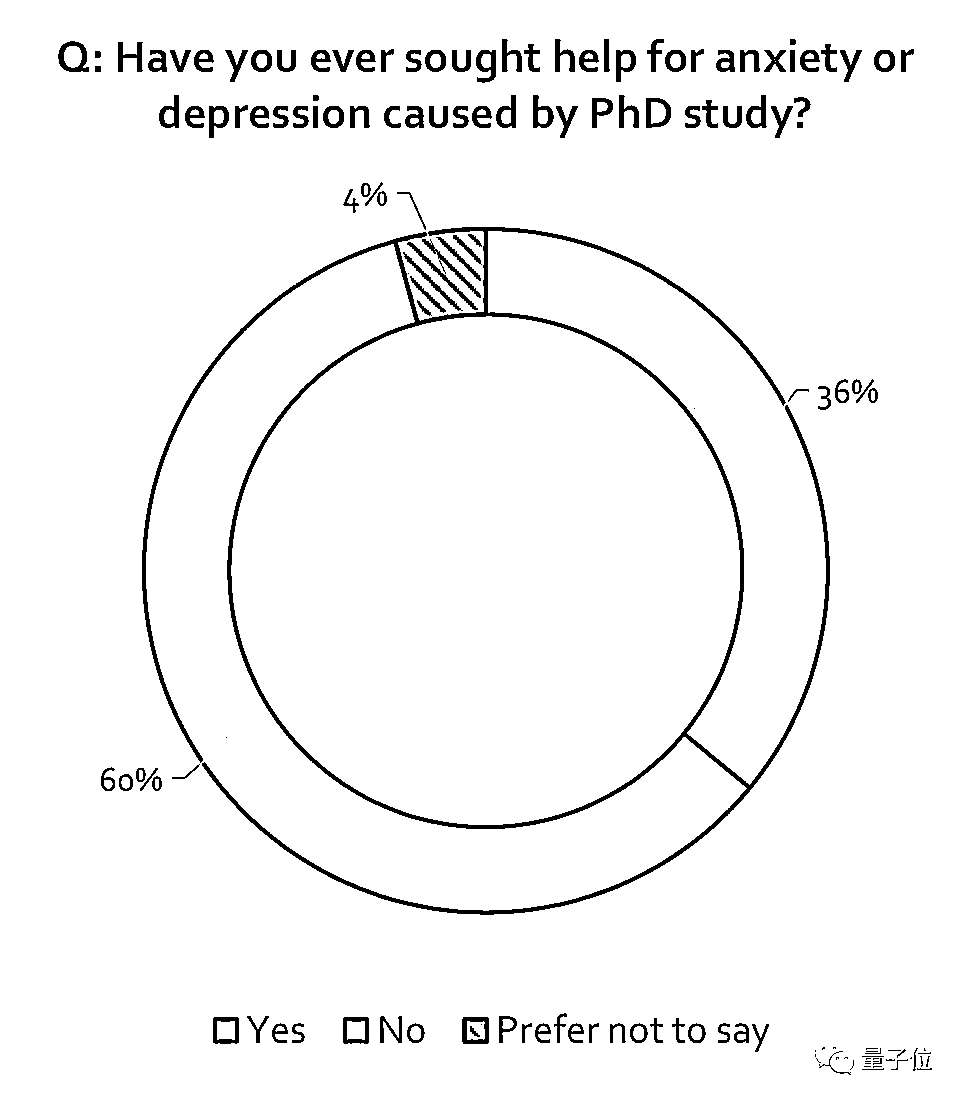 Q: Have you ever sought help for anxiety or
depression caused by PhD study?
4%
36%
60%
Yes No Prefer not to say
量子位